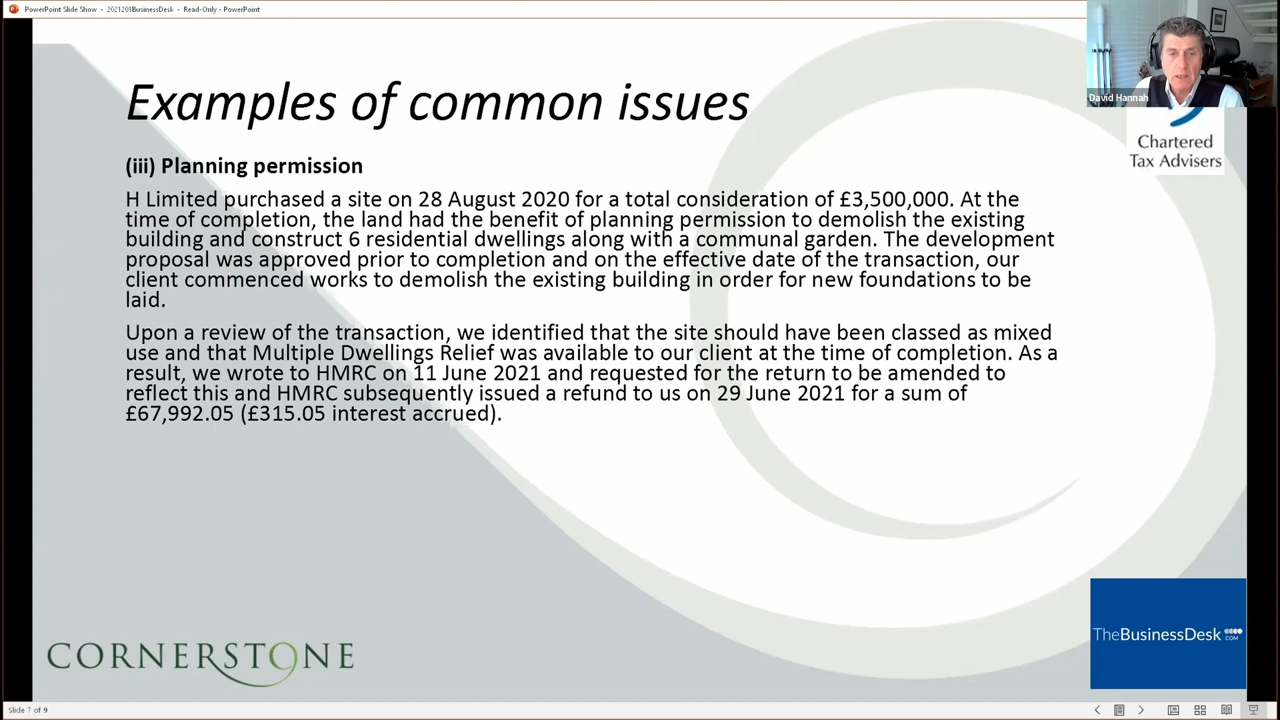 PowerPoint Slide Show - 2021201BusinessDesk - Read-Only - PowerPoint
David Hannah
Chartered
Tax Advisers
Examples of common issues
(iii) Planning permission
H Limited purchased a site on 28 August 2020 for a total consideration of £3,500,000. At the
time of completion, the land had the benefit of planning permission to demolish the existing
building and construct 6 residential dwellings along with a communal garden. The development
proposal was approved prior to completion and on the effective date of the transaction, our
client commenced works to demolish the existing building in order for new foundations to be
laid.
Upon a review of the transaction, we identified that the site should have been classed as mixed
use and that Multiple Dwellings Relief was available to our client at the time of completion. As a
result, we wrote to HMRC on 11 June 2021 and requested for the return to be amended to
reflect this and HMRC subsequently issued a refund to us on 29 June 2021 for a sum of
£67,992.05 (£315.05 interest accrued).
CORNERSTONE
TheBusinessDesk
.COM
Slide 7 of 9